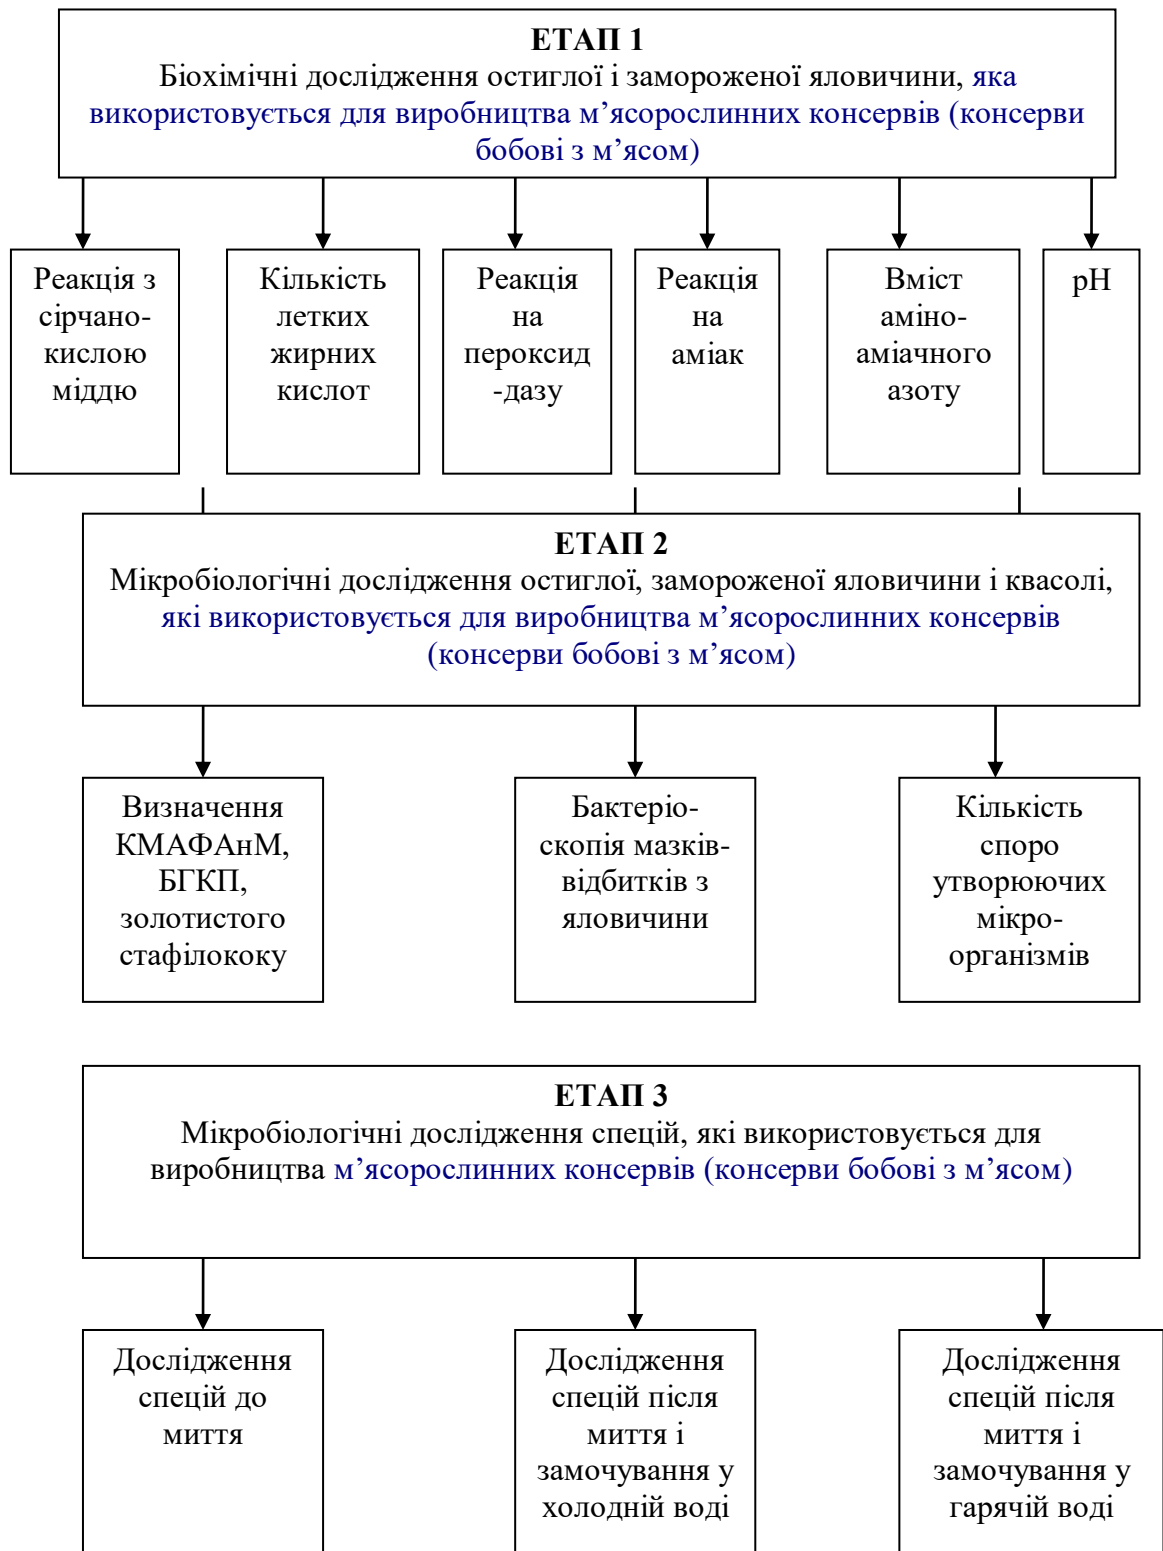 ЕТАП 1
Біохімічні дослідження остиглої і замороженої яловичини, яка
використовується для виробництва м’ясорослинних консервів (консерви
бобові з м’ясом)
Реакція з
сірчано-
кислою
міддю
Кількість
летких
жирних
кислот
Реакція
на
пероксид
-дазу
Реакція
на
аміак
Вміст
аміно-
аміачного
азоту
рН
ЕТАП 2
Мікробіологічні дослідження остиглої, замороженої яловичини і квасолі,
які використовується для виробництва м’ясорослинних консервів
(консерви бобові з м’ясом)
Визначення
КМАФАнМ,
БГКП,
золотистого
стафілококу
Бактеріо-
скопія мазків-
відбитків з
яловичини
Кількість
споро
утворюючих
мікро-
організмів
ЕТАП 3
Мікробіологічні дослідження спецій, які використовується для
виробництва м’ясорослинних консервів (консерви бобові з м’ясом)
Дослідження
спецій до
миття
Дослідження
спецій після
миття і
замочування у
холодній воді
Дослідження
спецій після
миття і
замочування у
гарячій воді